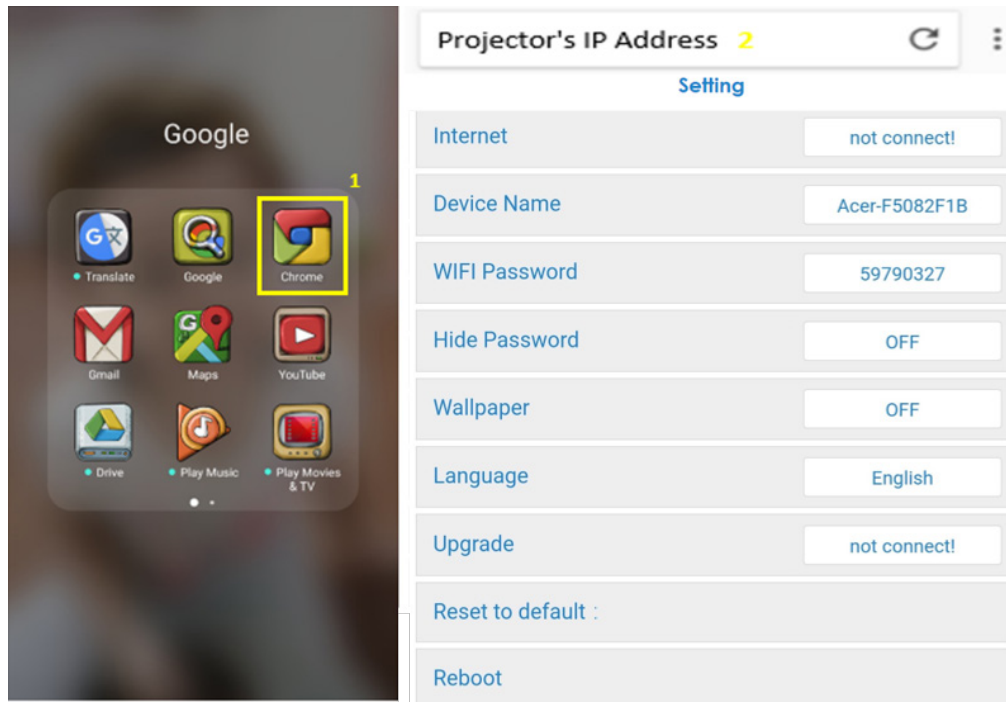 Google
1
Translate
Google
Chrome
Gmail
Maps
YouTube
Drive
Play Music
Play Movies
& TV
Projector's IP Address 2
Setting
Internet not connect!
Device Name Acer-F5082F1B
WIFI Password 59790327
Hide Password OFF
Wallpaper OFF
Language English
Upgrade not connect!
Reset to default :
Reboot